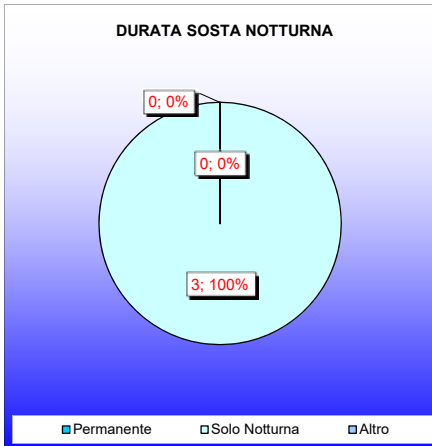 DURATA SOSTA NOTTURNA
0; 0%
0; 0%
3; 100%
Permanente Solo Notturna Altro